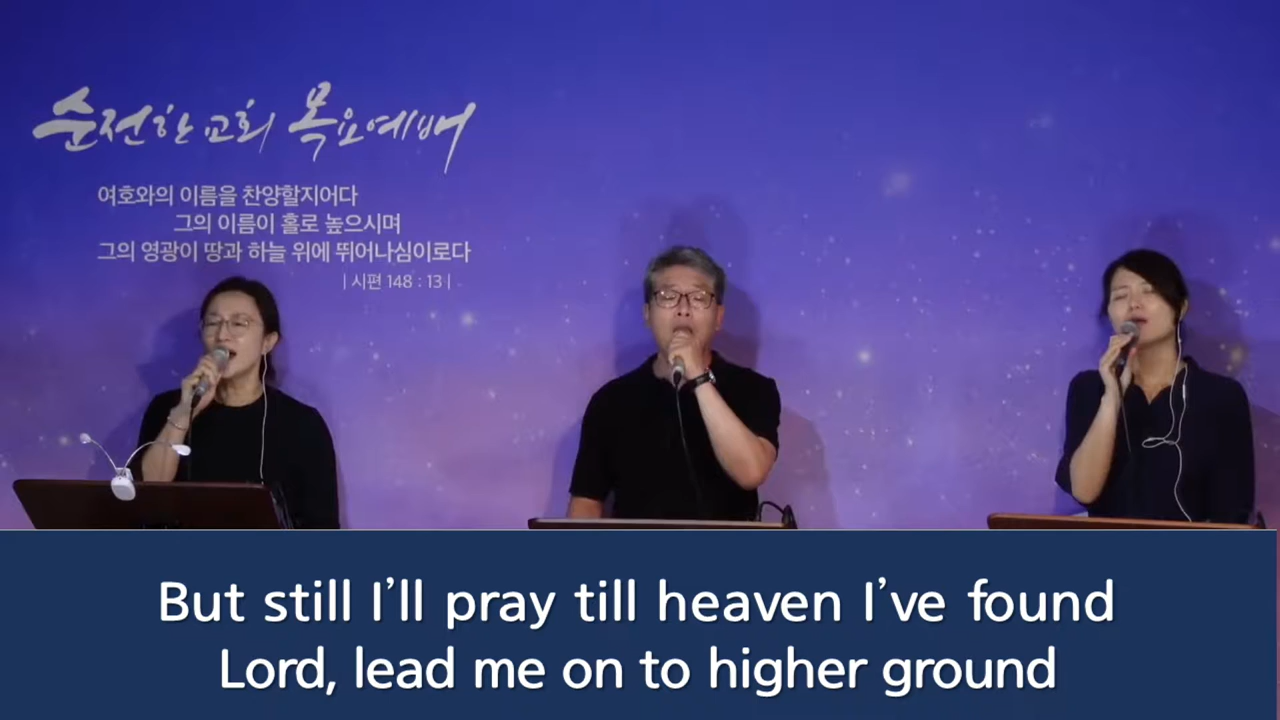 순전한 교회 목요예배
여호와의 이름을 찬양할지어다
그의 이름이 홀로 높으시며
그의 영광이 땅과 하늘 위에 뛰어나심이로다
| 시편 148 : 13 |
But still I’ll pray till heaven I’ve found
Lord, lead me on to higher ground